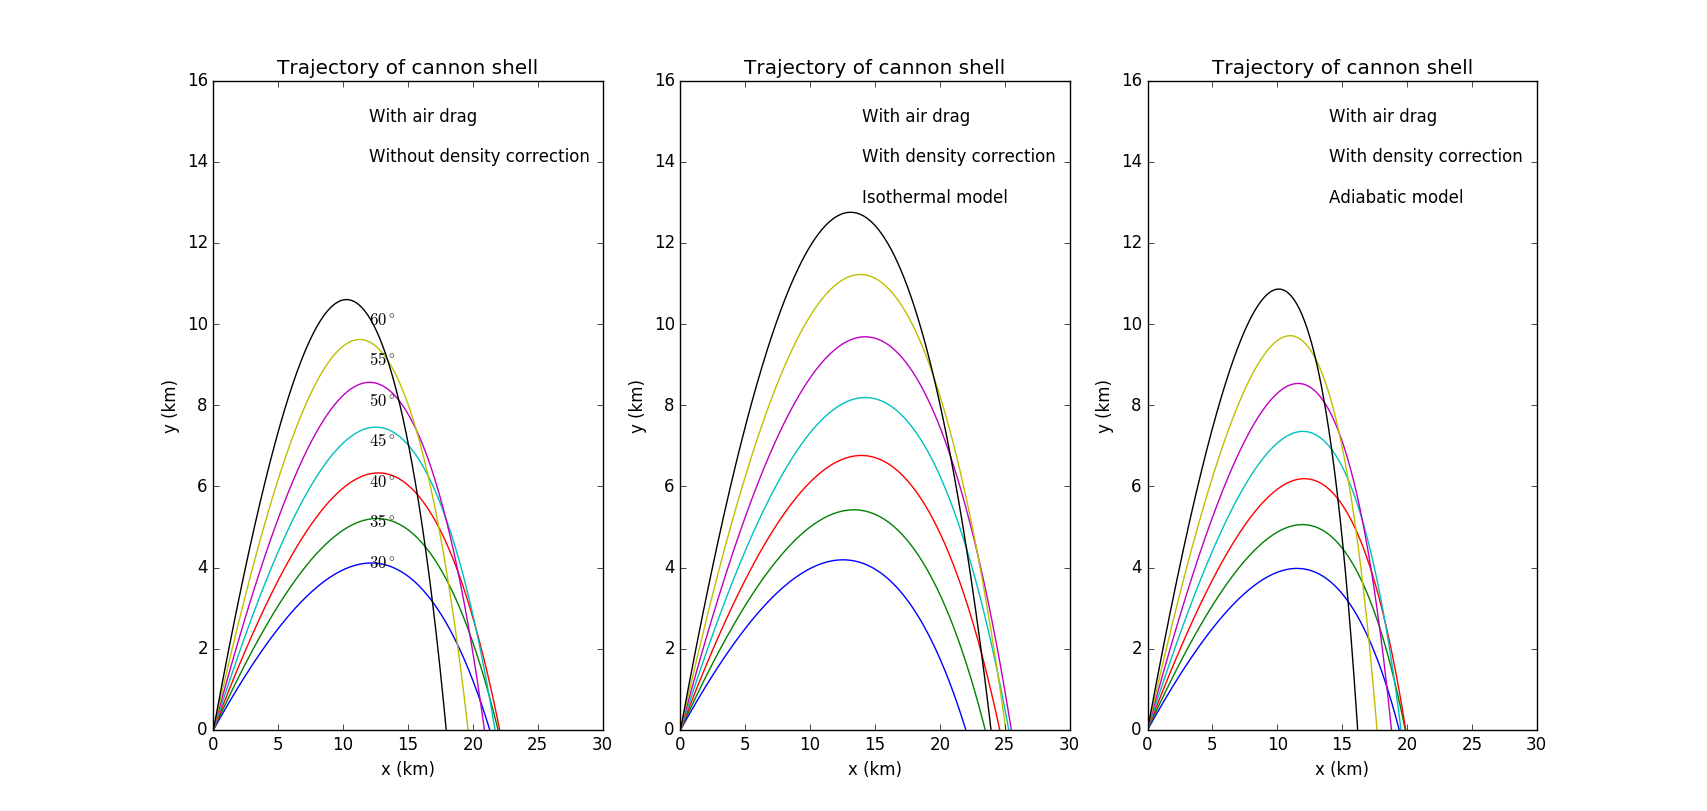 Trajectory of cannon shell
With air drag
Without density correction
60°
55°
50°
45°
40°
35°
30°
16
14
12
10
8
6
4
2
0
y (km)
0 5 10 15 20 25 30
x (km)
Trajectory of cannon shell
With air drag
With density correction
Isothermal model
16
14
12
10
8
6
4
2
0
y (km)
0 5 10 15 20 25 30
x (km)
Trajectory of cannon shell
With air drag
With density correction
Adiabatic model
16
14
12
10
8
6
4
2
0
y (km)
0 5 10 15 20 25 30
x (km)